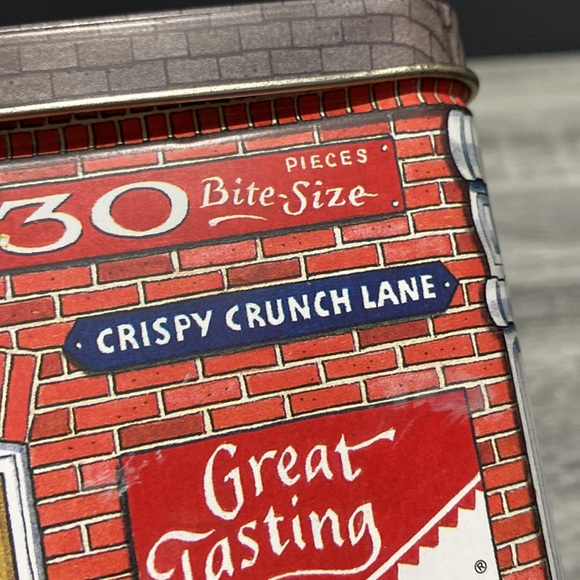 PIECES
30 Bite-Size
CRISPY CRUNCH LANE
Great
Tasting
®